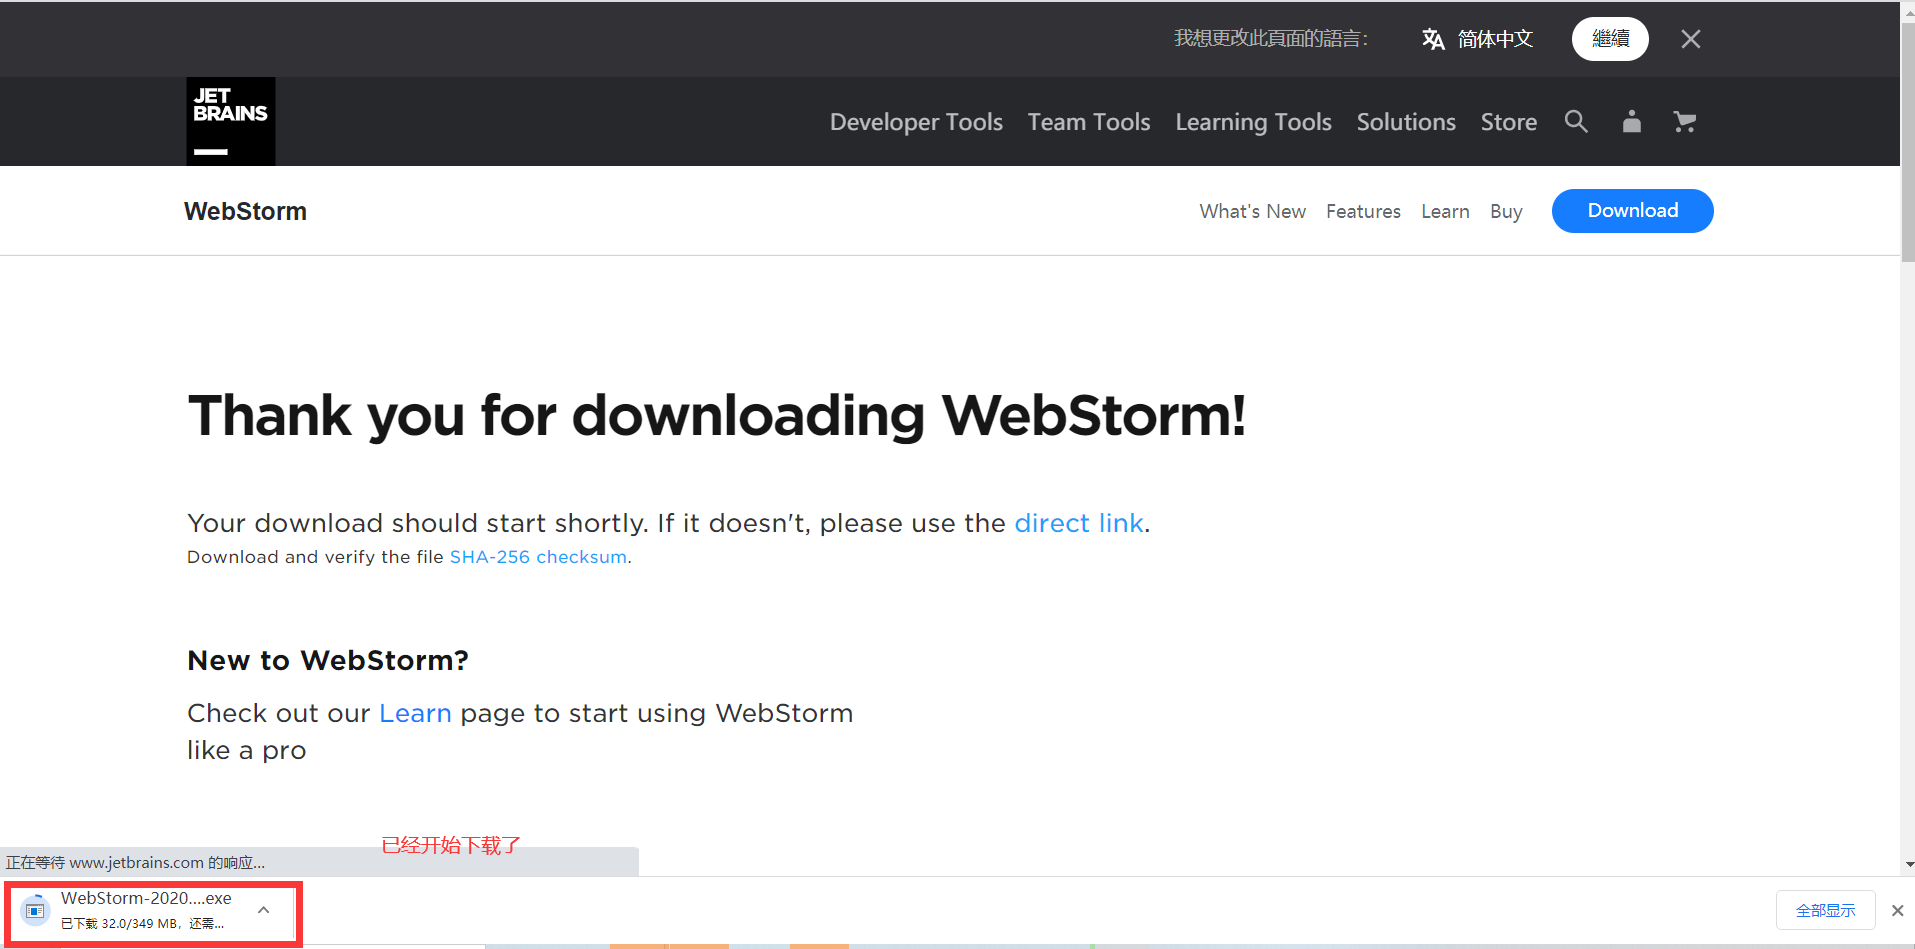 我想更改此頁面的語言：
简体中文
繼續
JET
BRAINS
Developer Tools Team Tools Learning Tools Solutions Store
WebStorm
What's New Features Learn Buy Download
Thank you for downloading WebStorm!
Your download should start shortly. If it doesn't, please use the direct link.
Download and verify the file SHA-256 checksum.
New to WebStorm?
Check out our Learn page to start using WebStorm
like a pro
已经开始下载了
正在等待 www.jetbrains.com 的响应...
WebStorm-2020....exe
已下载 32.0/349 MB，还需...
全部显示